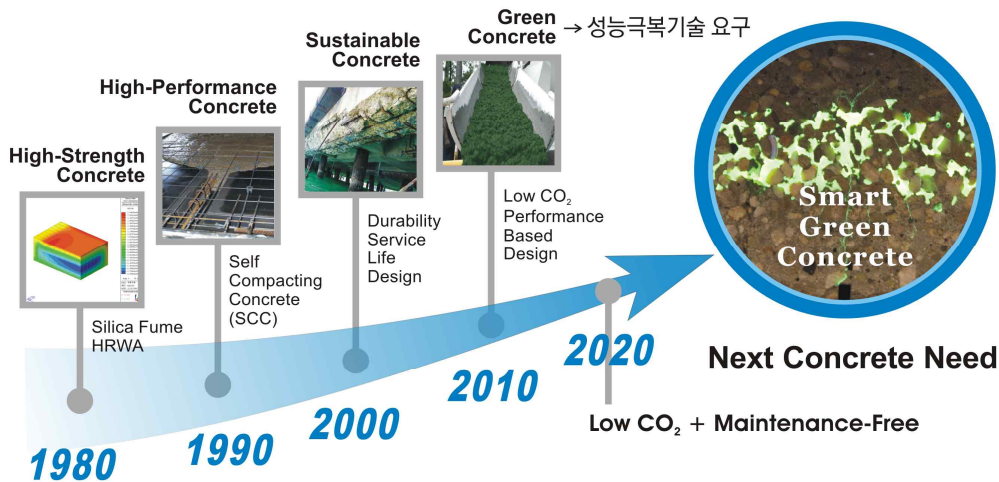 High-Strength
Concrete
Silica Fume
HRWA
1980
High-Performance
Concrete
Self
Compacting
Concrete
(SCC)
1990
Sustainable
Concrete
Durability
Service
Life
Design
2000
Green
Concrete → 성능극복기술 요구
Low CO₂
Performance
Based
Design
2010
2020
Low CO₂ + Maintenance-Free
Smart
Green
Concrete
Next Concrete Need